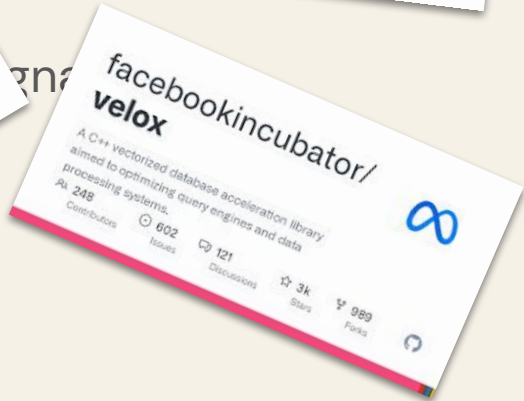 gna
facebookincubator/
velox
A C++ vectorized database acceleration library
aimed to optimizing query engines and data
processing systems.
248
Contributors
602
Issues
121
Discussions
3k
Stars
989
Forks